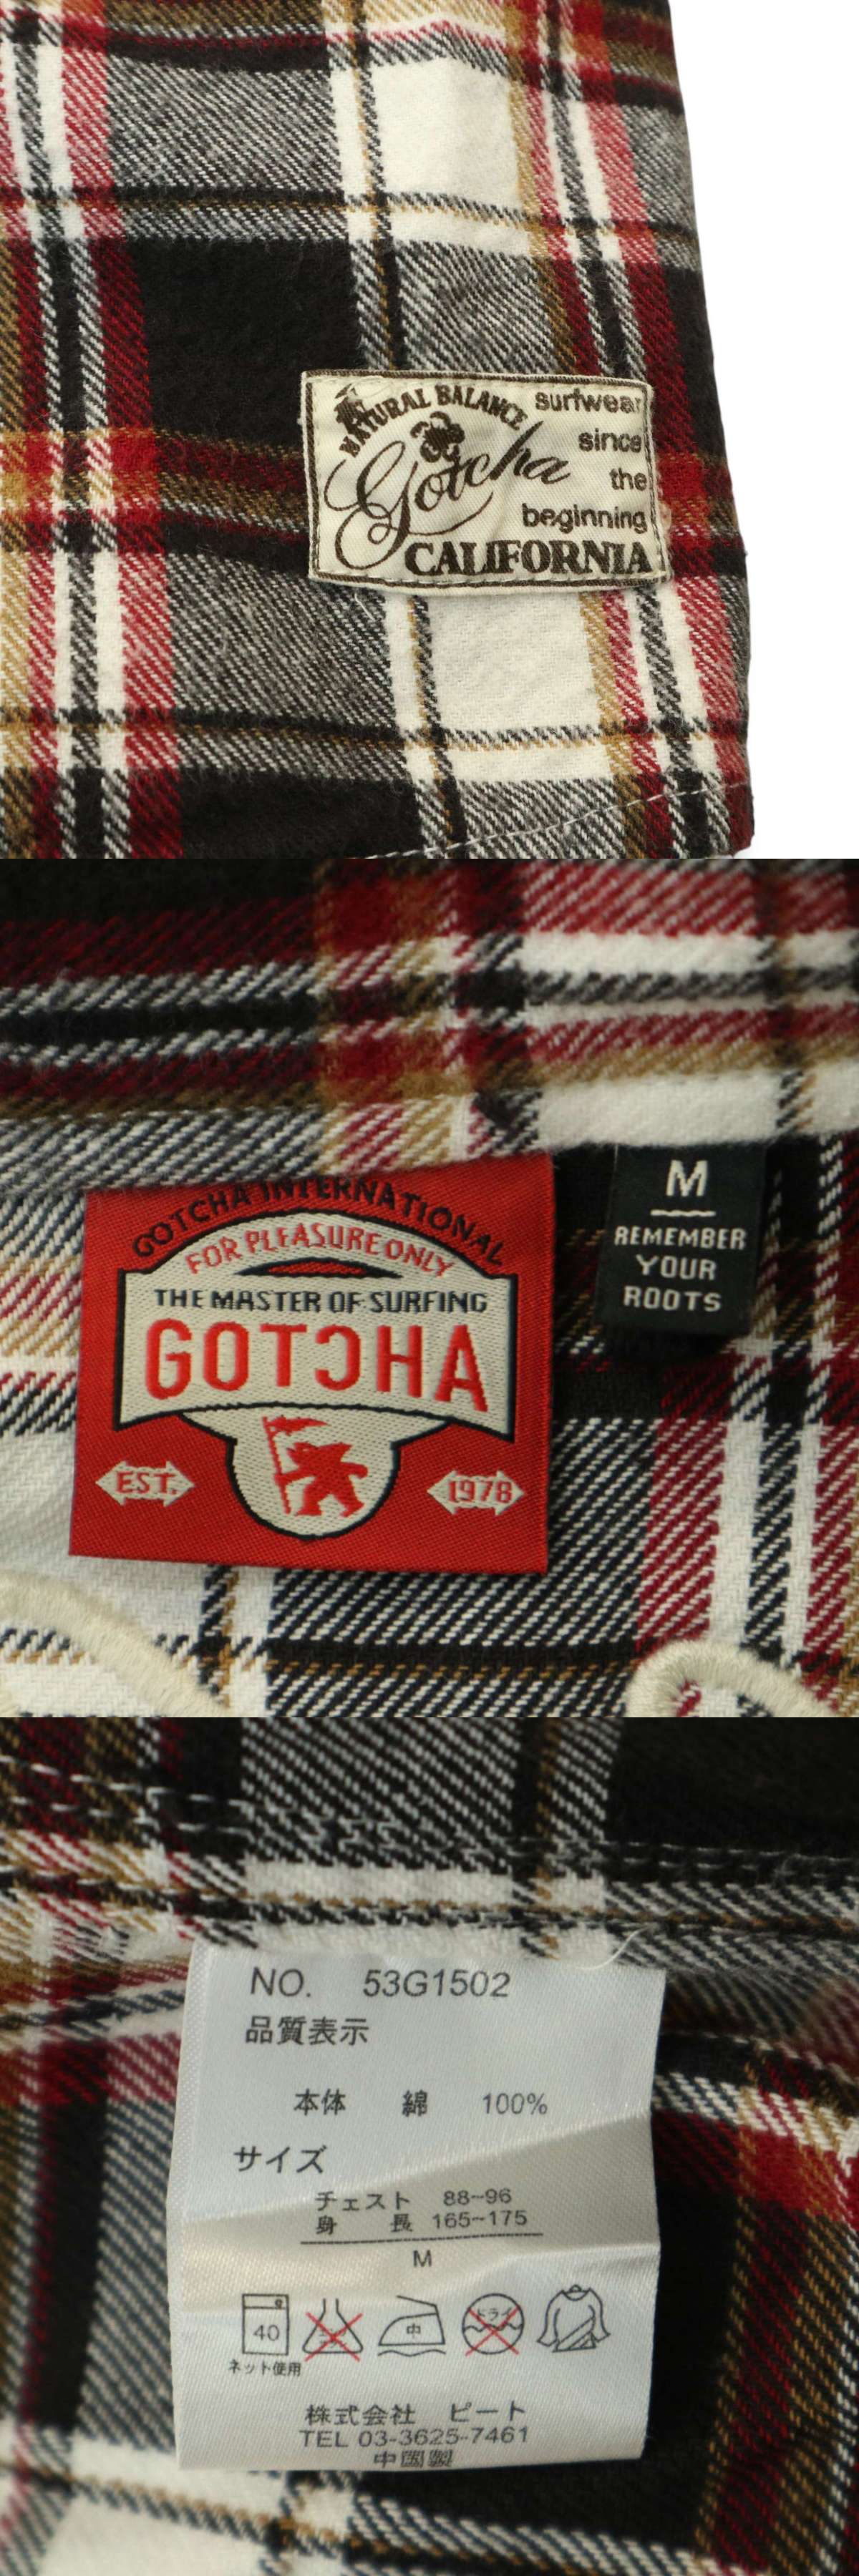 NATURAL BALANCE
Gotcha
surfwear
since
the
beginning
CALIFORNIA
GOTCHA INTERNATIONAL
FOR PLEASURE ONLY
THE MASTER OF SURFING
GOTCHA
EST.
1978
M
REMEMBER
YOUR
ROOTS
NO. 53G1502
品質表示
本体 綿 100%
サイズ
チェスト 88~96
身長 165~175
M
40
中
ドライ
ネット使用
株式会社 ピート
TEL 03-3625-7461
中国製